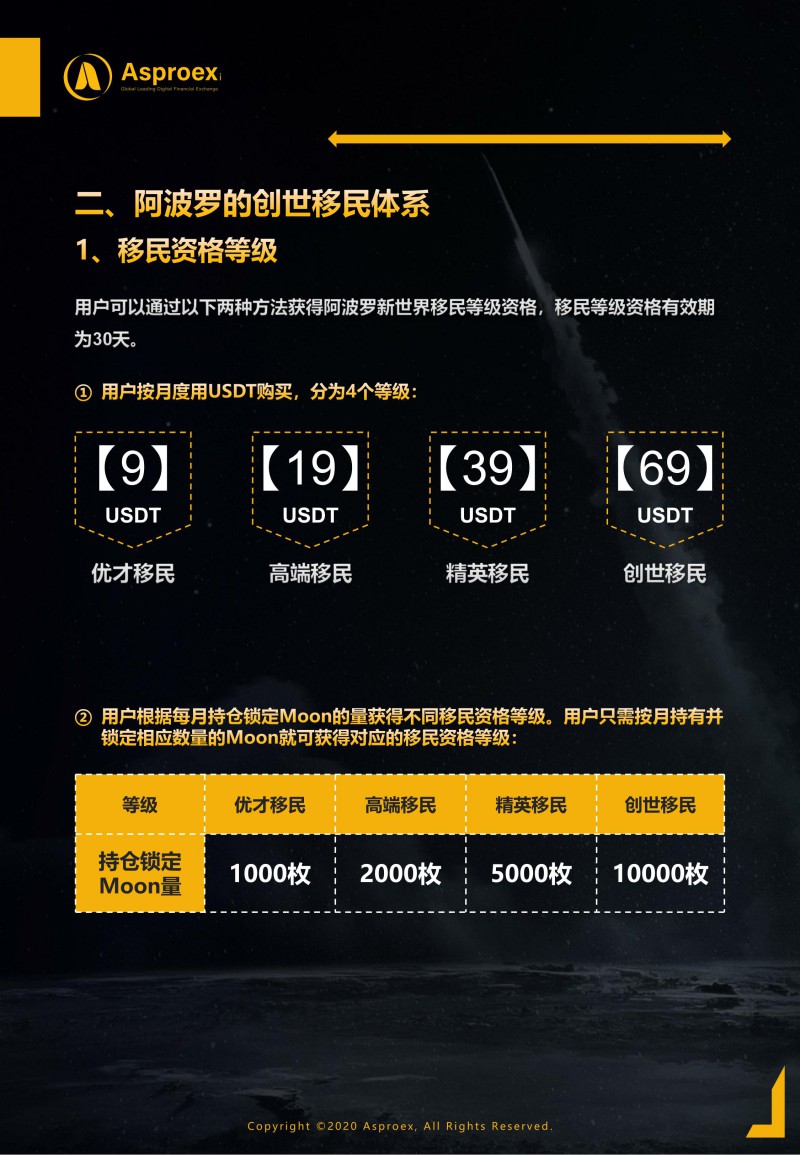 Asproex
Global Leading Digital Financial Exchange
二、阿波罗的创世移民体系
1、移民资格等级
用户可以通过以下两种方法获得阿波罗新世界移民等级资格，移民等级资格有效期
为30天。
① 用户按月度用USDT购买，分为4个等级：
【9】 【19】 【39】 【69】
USDT USDT USDT USDT
优才移民 高端移民 精英移民 创世移民
② 用户根据每月持仓锁定Moon的量获得不同移民资格等级。用户只需按月持有并
锁定相应数量的Moon就可获得对应的移民资格等级：
等级 优才移民 高端移民 精英移民 创世移民
持仓锁定
Moon量 1000枚 2000枚 5000枚 10000枚
Copyright ©2020 Asproex, All Rights Reserved.